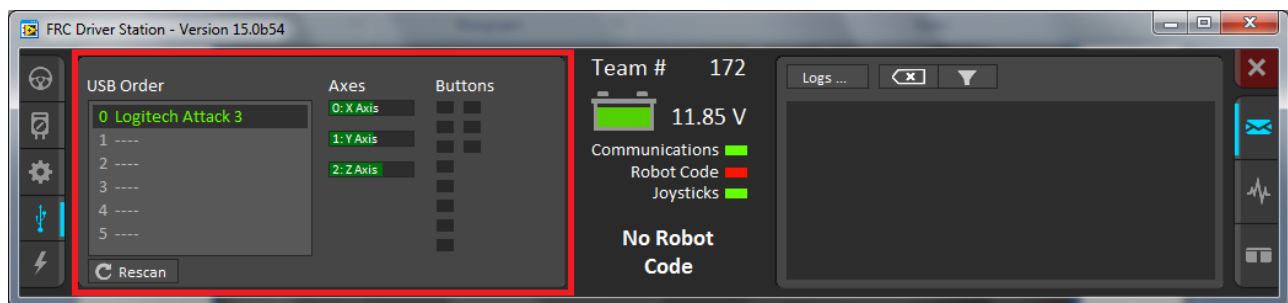 FRC Driver Station - Version 15.0b54
USB Order
0 Logitech Attack 3
1 ----
2 ----
3 ----
4 ----
5 ----
Rescan
Axes
0: X Axis
1: Y Axis
2: Z Axis
Buttons
Team # 172
11.85 V
Communications
Robot Code
Joysticks
No Robot
Code
Logs ...